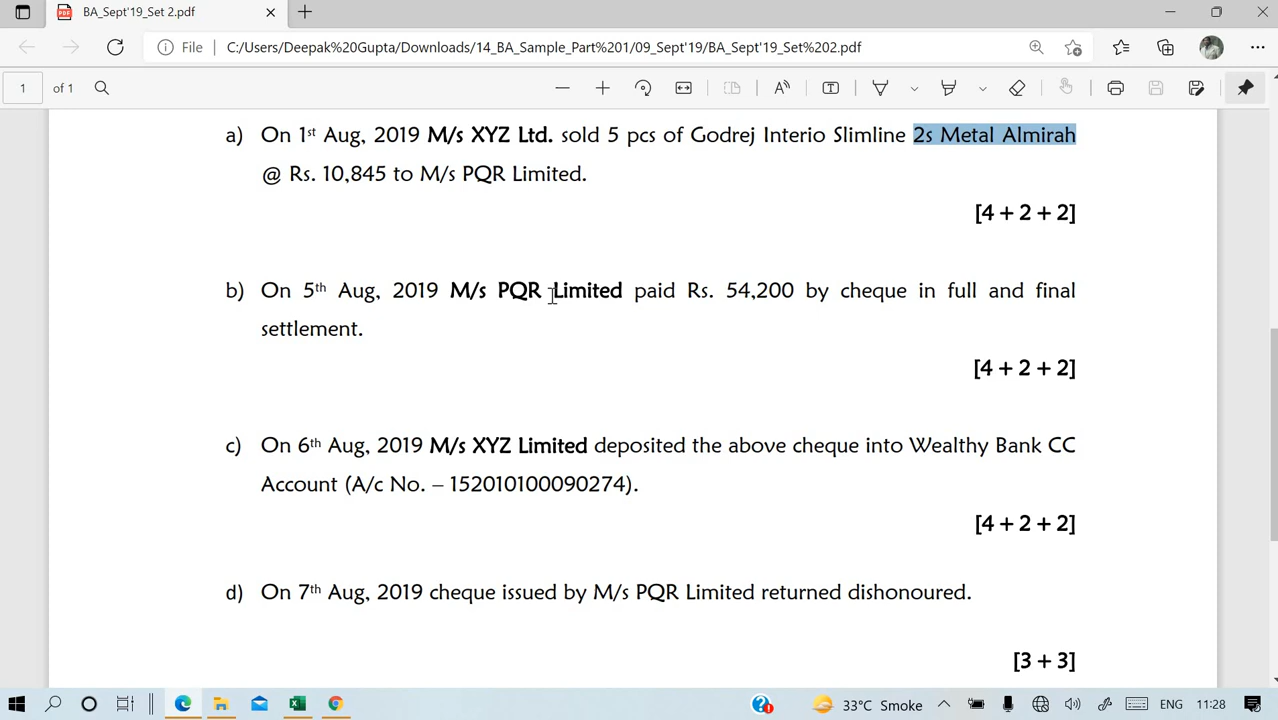 BA_Sept'19_Set 2.pdf
File
C:/Users/Deepak%20Gupta/Downloads/14_BA_Sample_Part%201/09_Sept'19/BA_Sept'19_Set%202.pdf
1 of 1
a) On 1st Aug, 2019 M/s XYZ Ltd. sold 5 pcs of Godrej Interio Slimline 2s Metal Almirah
@ Rs. 10,845 to M/s PQR Limited.
[4 + 2 + 2]
b) On 5th Aug, 2019 M/s PQR Limited paid Rs. 54,200 by cheque in full and final
settlement.
[4 + 2 + 2]
c) On 6th Aug, 2019 M/s XYZ Limited deposited the above cheque into Wealthy Bank CC
Account (A/c No. – 152010100090274).
[4 + 2 + 2]
d) On 7th Aug, 2019 cheque issued by M/s PQR Limited returned dishonoured.
[3 + 3]
33°C Smoke
ENG
11:28